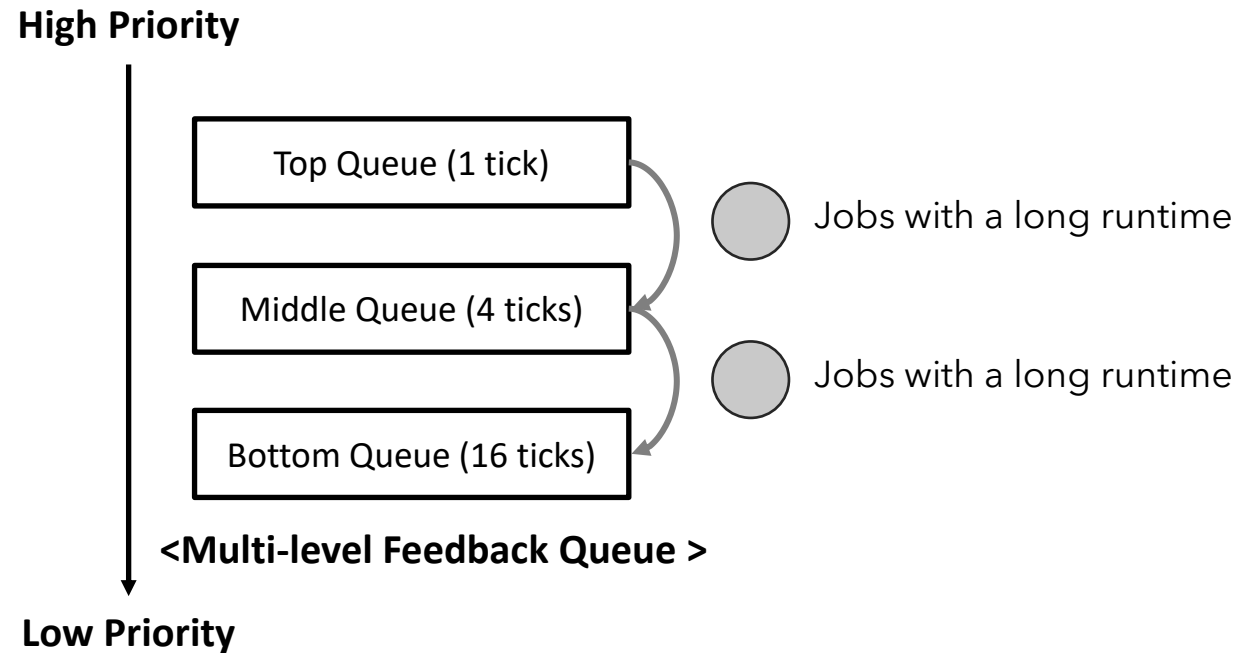 High Priority
Top Queue (1 tick)
Jobs with a long runtime
Middle Queue (4 ticks)
Jobs with a long runtime
Bottom Queue (16 ticks)
<Multi-level Feedback Queue >
Low Priority